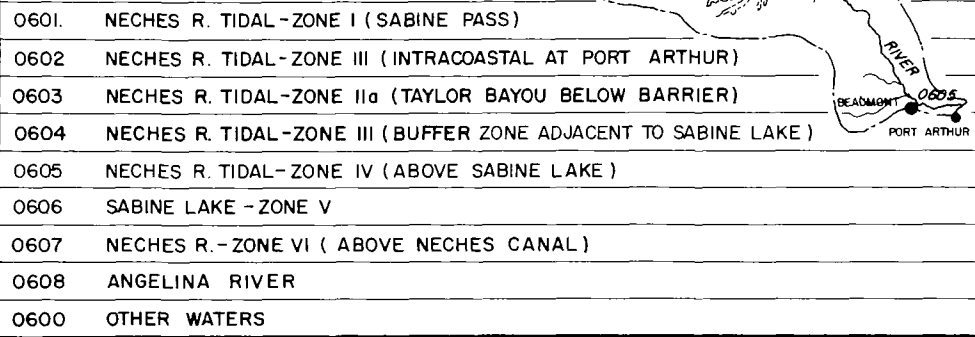 0601. NECHES R. TIDAL-ZONE I (SABINE PASS)
0602 NECHES R. TIDAL-ZONE III (INTRACOASTAL AT PORT ARTHUR)
0603 NECHES R. TIDAL-ZONE IIa (TAYLOR BAYOU BELOW BARRIER)
0604 NECHES R. TIDAL-ZONE III (BUFFER ZONE ADJACENT TO SABINE LAKE)
0605 NECHES R. TIDAL-ZONE IV (ABOVE SABINE LAKE)
0606 SABINE LAKE-ZONE V
0607 NECHES R.-ZONE VI (ABOVE NECHES CANAL)
0608 ANGELINA RIVER
0600 OTHER WATERS
RIVER
BEAUMONT
0605
PORT ARTHUR